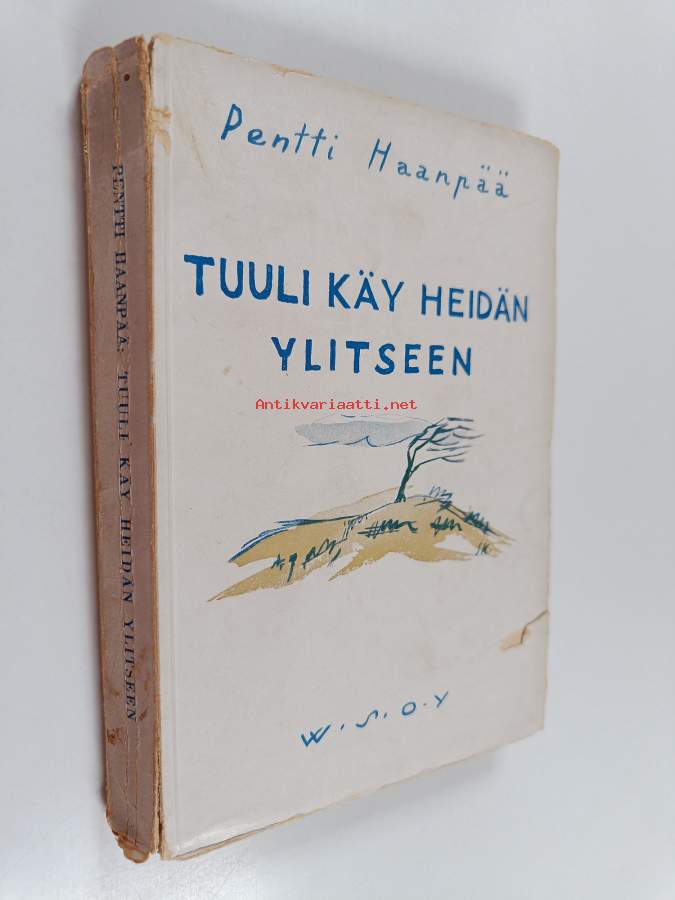 Pentti Haanpää
TUULI KÄY HEIDÄN
YLITSEEN
Antikvariaatti.net
W.S.O.Y
PENTTI HAANPÄÄ: TUULI KÄY HEIDÄN YLITSEEN